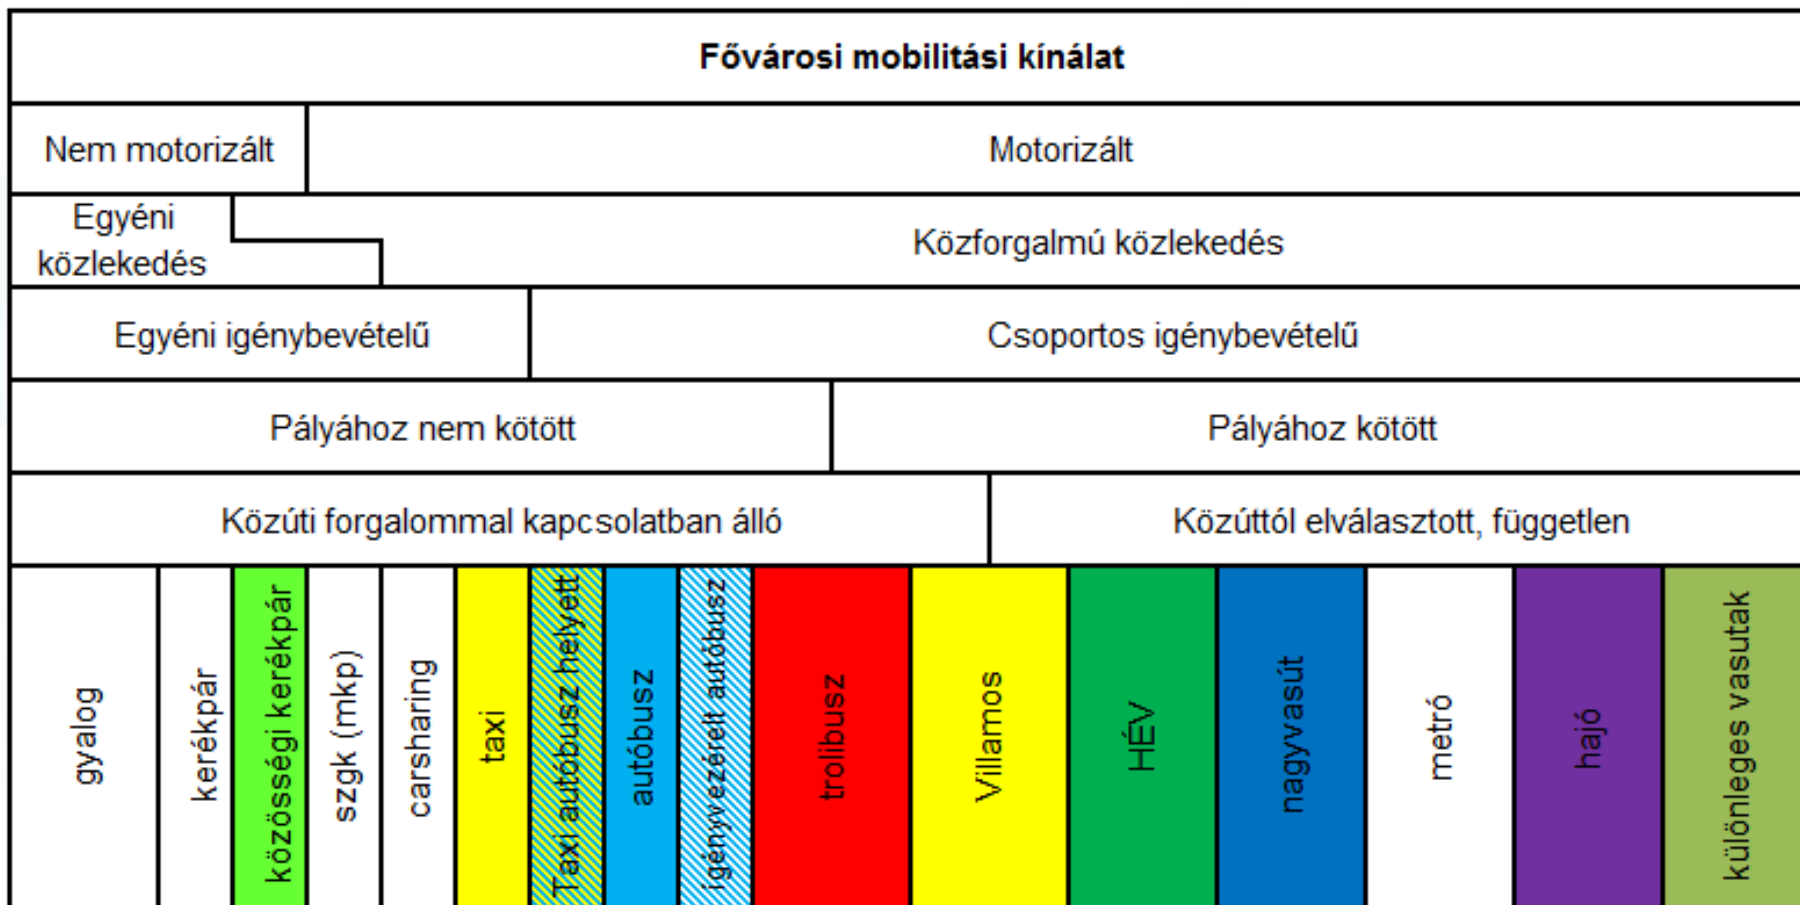 Fővárosi mobilitási kínálat
Nem motorizált
Motorizált
Egyéni
közlekedés
Közforgalmú közlekedés
Egyéni igénybevételű
Csoportos igénybevételű
Pályához nem kötött
Pályához kötött
Közúti forgalommal kapcsolatban álló
Közúttól elválasztott, független
gyalog
kerékpár
közösségi kerékpár
szgk (mkp)
carsharing
taxi
Taxi autóbusz helyett
autóbusz
igényvezérelt autóbusz
trolibusz
Villamos
HÉV
nagyvasút
metró
hajó
különleges vasutak